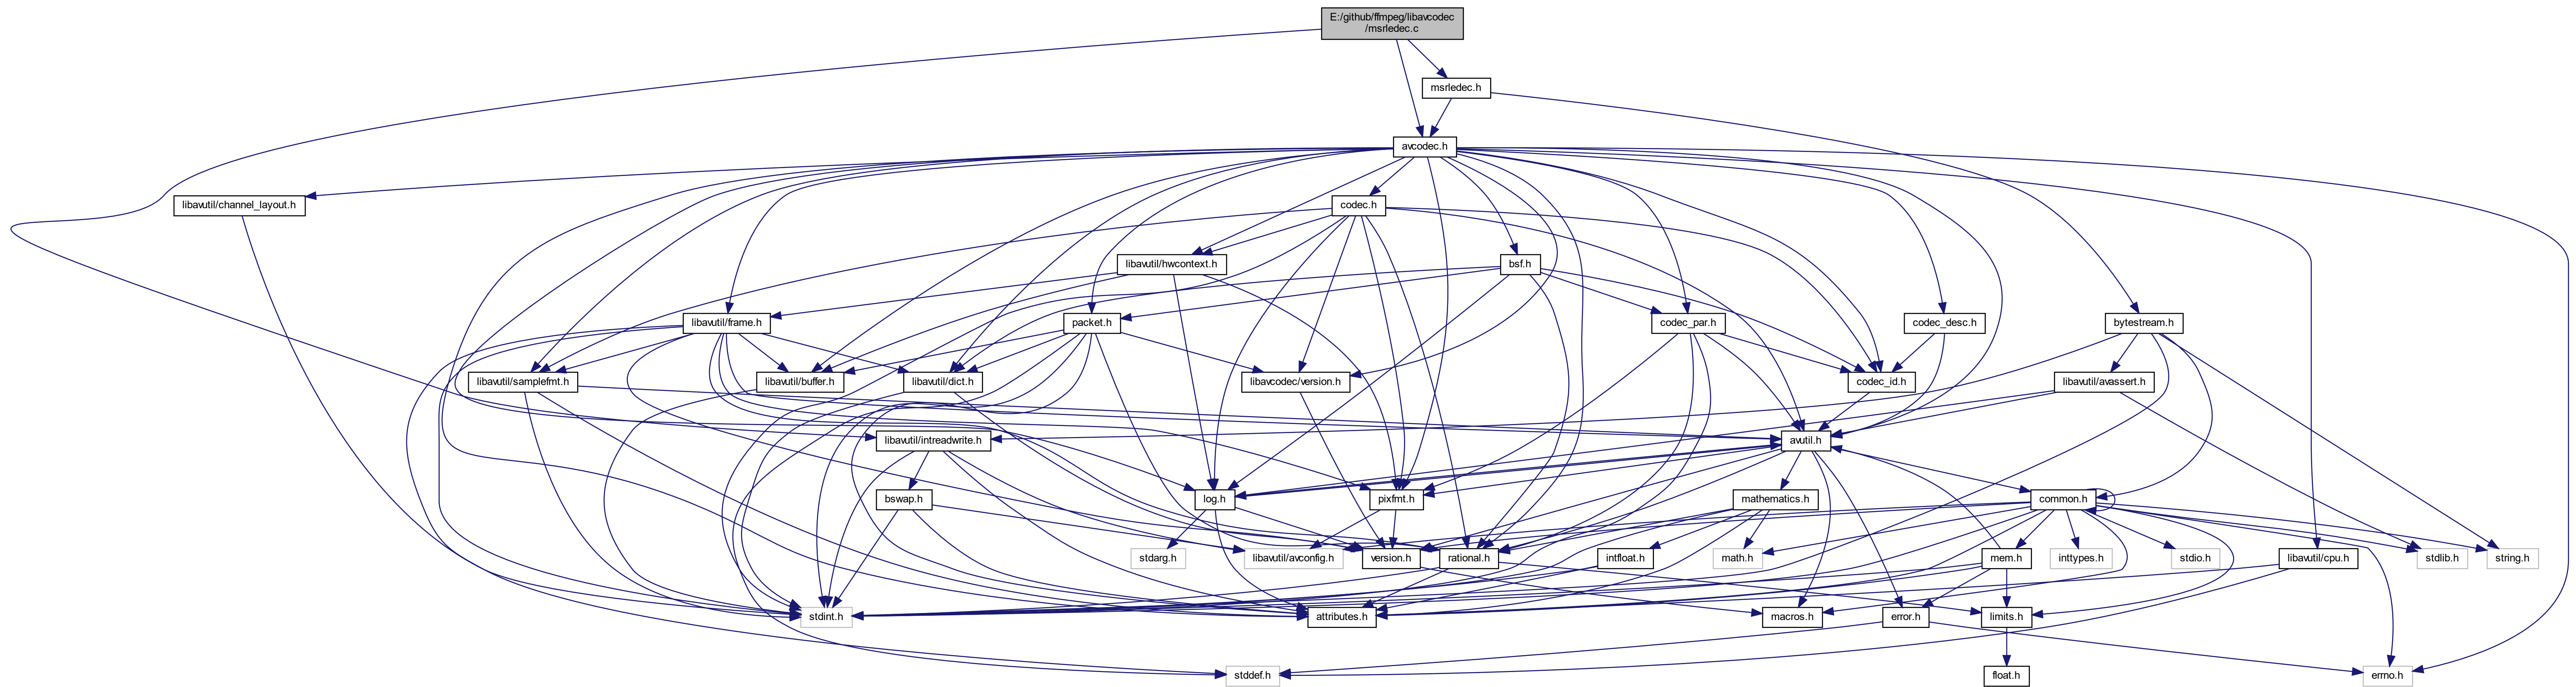 E:/github/ffmpeg/libavcodec
/msrledec.c
msrledec.h
avcodec.h
libavutil/channel_layout.h
codec.h
libavutil/hwcontext.h
bsf.h
libavutil/frame.h
packet.h
codec_par.h
codec_desc.h
bytestream.h
libavutil/samplefmt.h
libavutil/buffer.h
libavutil/dict.h
libavcodec/version.h
codec_id.h
libavutil/avassert.h
libavutil/intreadwrite.h
avutil.h
bswap.h
log.h
pixfmt.h
mathematics.h
common.h
stdarg.h
libavutil/avconfig.h
version.h
rational.h
intfloat.h
math.h
mem.h
inttypes.h
stdio.h
libavutil/cpu.h
stdlib.h
string.h
stdint.h
attributes.h
macros.h
error.h
limits.h
stddef.h
float.h
errno.h